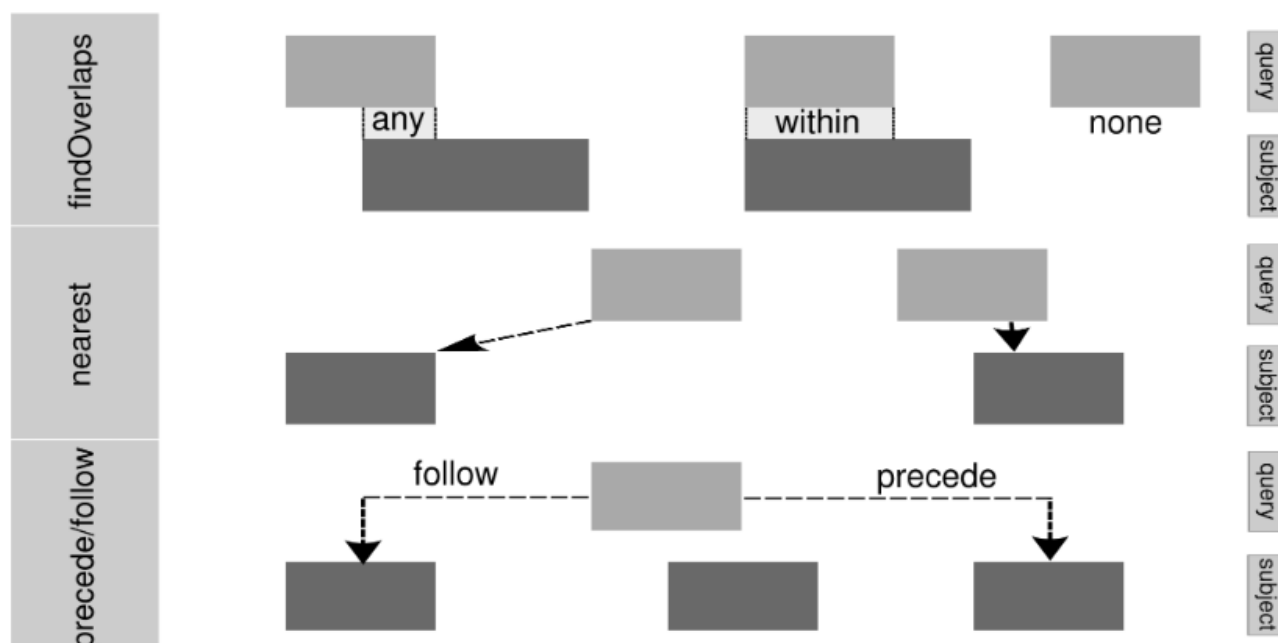 findOverlaps
query
any
within
none
subject
nearest
query
subject
precede/follow
follow
precede
query
subject